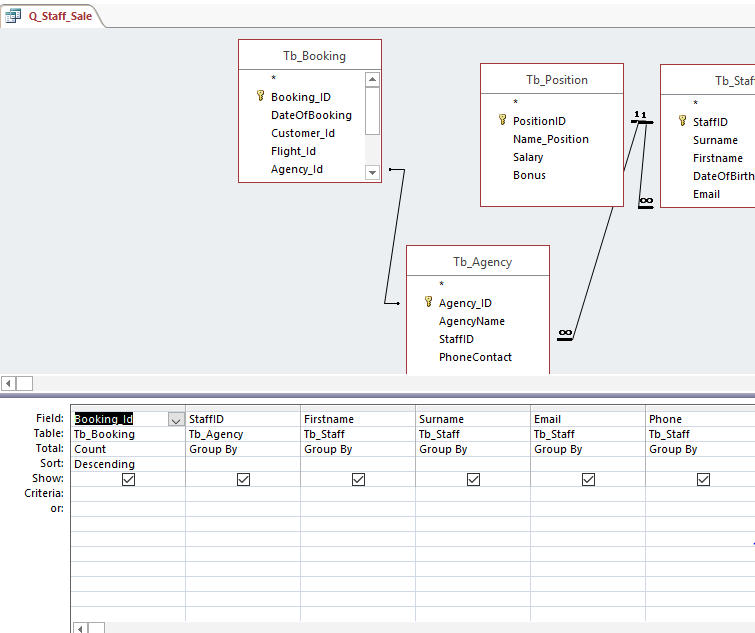 Q_Staff_Sale
Tb_Booking
*
Booking_ID
DateOfBooking
Customer_Id
Flight_Id
Agency_Id
Tb_Position
*
PositionID
Name_Position
Salary
Bonus
1 1
∞
Tb_Staf
*
StaffID
Surname
Firstname
DateOfBirth
Email
Tb_Agency
*
Agency_ID
AgencyName
StaffID
PhoneContact
∞
Field: Booking_Id StaffID Firstname Surname Email Phone
Table: Tb_Booking Tb_Agency Tb_Staff Tb_Staff Tb_Staff Tb_Staff
Total: Count Group By Group By Group By Group By Group By
Sort: Descending
Show:
Criteria:
or: